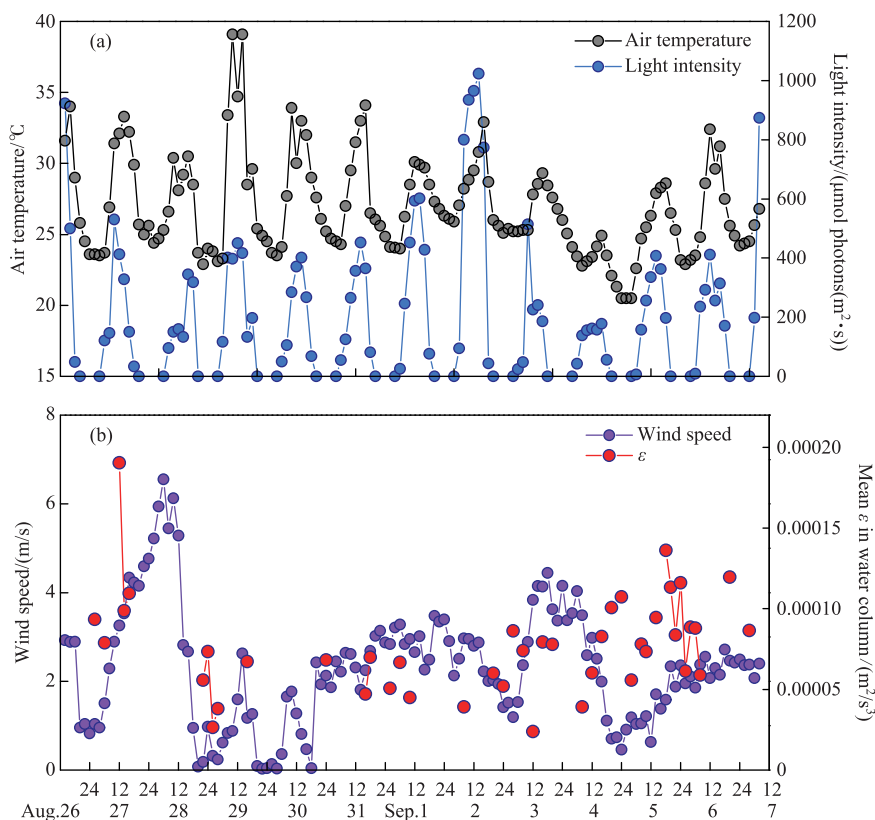 (a)
Air temperature
Light intensity
Air temperature/℃
40
35
30
25
20
15
Light intensity/(μmol photons(m²•s))
1200
1000
800
600
400
200
0
(b)
Wind speed
ε
Wind speed/(m/s)
8
6
4
2
0
Mean ε in water column/(m²/s³)
0.00020
0.00015
0.00010
0.00005
0.00000
24 12 24 12 24 12 24 12 24 12 24 12 24 12 24 12 24 12 24 12 24 12 24 12
Aug.26 27 28 29 30 31 Sep.1 2 3 4 5 6 7